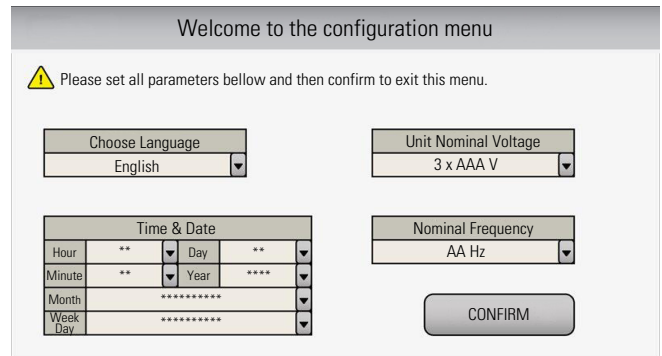 Welcome to the configuration menu
Please set all parameters bellow and then confirm to exit this menu.
Choose Language
English
Unit Nominal Voltage
3 x AAA V
Time & Date
Hour ** Day **
Minute ** Year ****
Month **********
Week Day **********
Nominal Frequency
AA Hz
CONFIRM